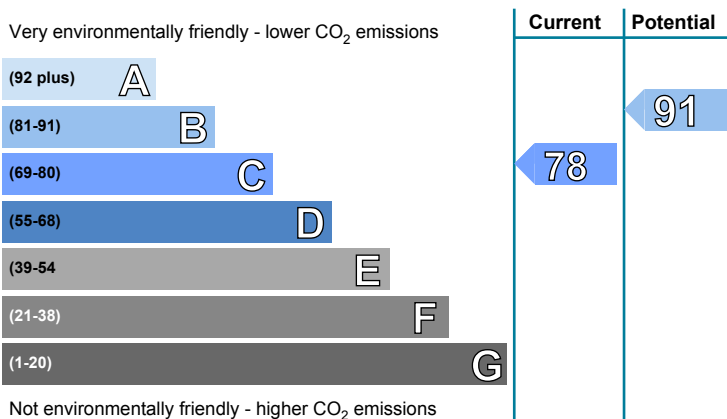 Current Potential
Very environmentally friendly - lower CO2 emissions
(92 plus) A
91
(81-91) B
(69-80) C 78
(55-68) D
(39-54 E
(21-38) F
(1-20) G
Not environmentally friendly - higher CO2 emissions